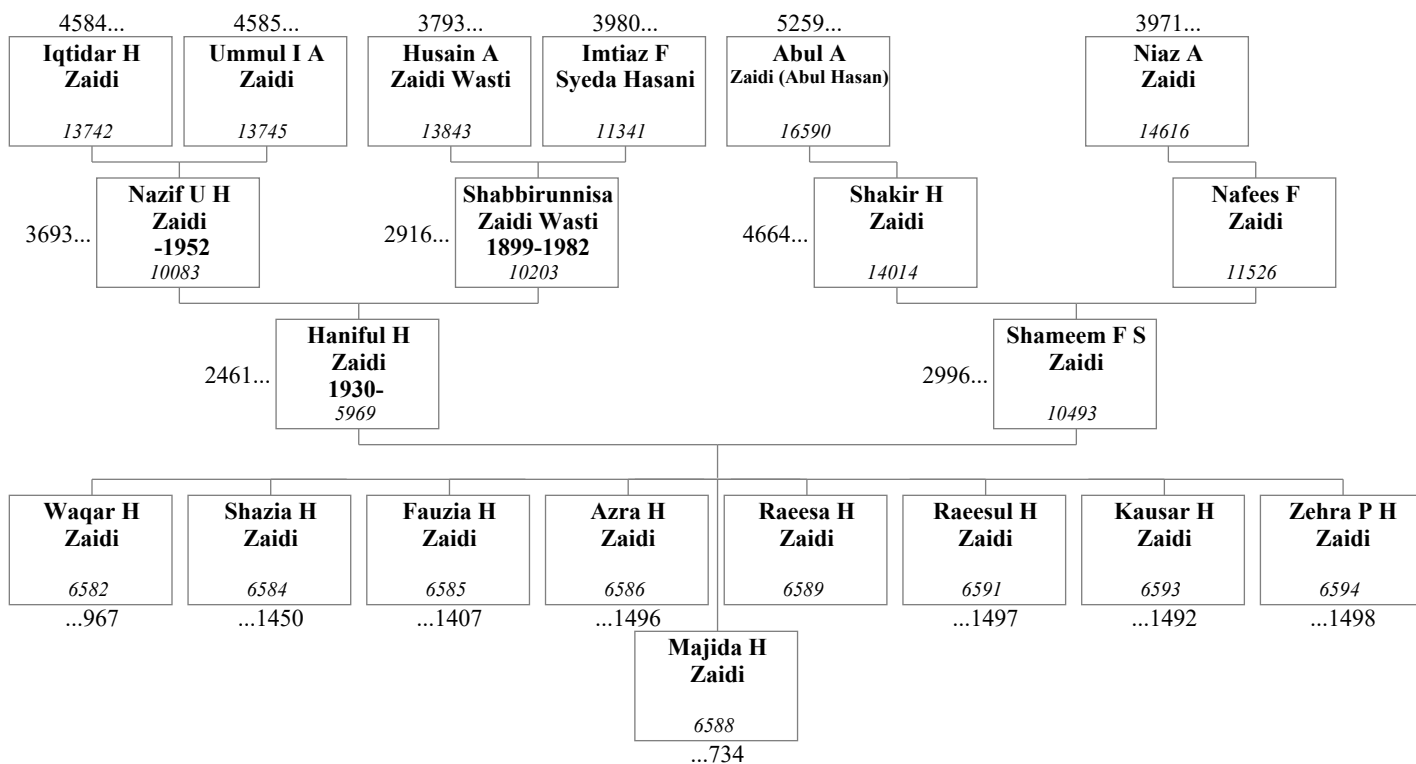 4584...
4585...
3793...
3980...
5259...
3971...
Iqtidar H
Zaidi
13742
Ummul I A
Zaidi
13745
Husain A
Zaidi Wasti
13843
Imtiaz F
Syeda Hasani
11341
Abul A
Zaidi (Abul Hasan)
16590
Niaz A
Zaidi
14616
3693...
Nazif U H
Zaidi
-1952
10083
2916...
Shabbirunnisa
Zaidi Wasti
1899-1982
10203
4664...
Shakir H
Zaidi
14014
Nafees F
Zaidi
11526
2461...
Haniful H
Zaidi
1930-
5969
2996...
Shameem F S
Zaidi
10493
Waqar H
Zaidi
6582
...967
Shazia H
Zaidi
6584
...1450
Fauzia H
Zaidi
6585
...1407
Azra H
Zaidi
6586
...1496
Raeesa H
Zaidi
6589
Raeesul H
Zaidi
6591
...1497
Kausar H
Zaidi
6593
...1492
Zehra P H
Zaidi
6594
...1498
Majida H
Zaidi
6588
...734